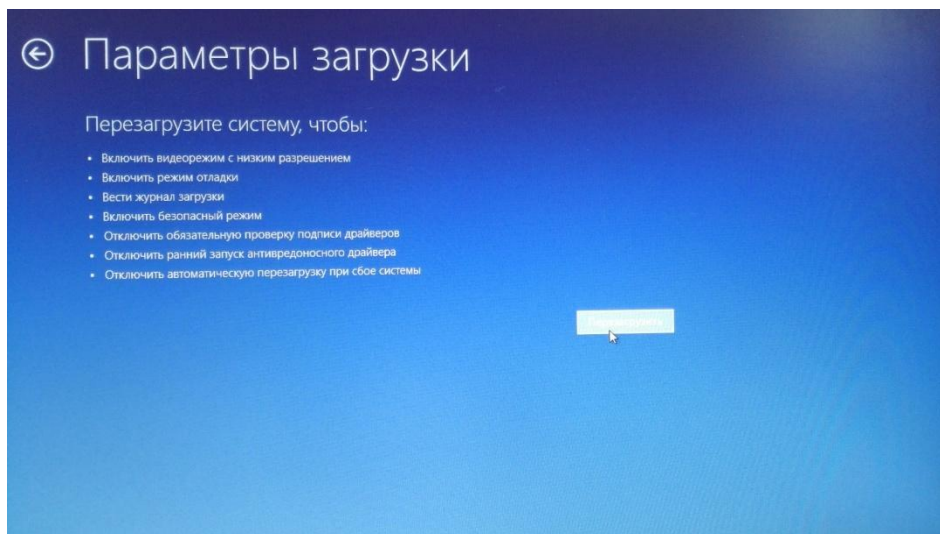 Параметры загрузки
Перезагрузите систему, чтобы:
• Включить видеорежим с низким разрешением
• Включить режим отладки
• Вести журнал загрузки
• Включить безопасный режим
• Отключить обязательную проверку подписи драйверов
• Отключить ранний запуск антивредоносного драйвера
• Отключить автоматическую перезагрузку при сбое системы